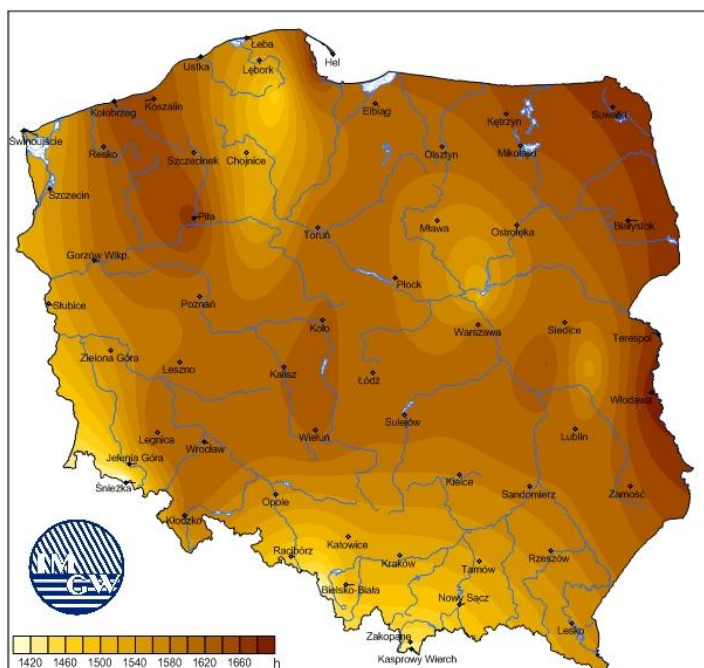 Łeba
Hel
Ustka
Lębork
Kołobrzeg
Koszalin
Elbląg
Kętrzyn
Suwałki
Świnoujście
Resko
Szczecinek
Chojnice
Olsztyn
Mikołajki
Szczecin
Piła
Toruń
Mława
Ostrołęka
Białystok
Gorzów Wlkp.
Płock
Słubice
Poznań
Koło
Warszawa
Siedlce
Terespol
Zielona Góra
Leszno
Kalisz
Łódź
Włodawa
Sulejów
Legnica
Wrocław
Wieluń
Lublin
Jelenia Góra
Śnieżka
Opole
Kielce
Sandomierz
Zamość
Kłodzko
Racibórz
Katowice
Kraków
Tarnów
Rzeszów
Bielsko-Biała
Nowy Sącz
Lesko
Zakopane
Kasprowy Wierch
IM
GW
1420 1460 1500 1540 1580 1620 1660 h